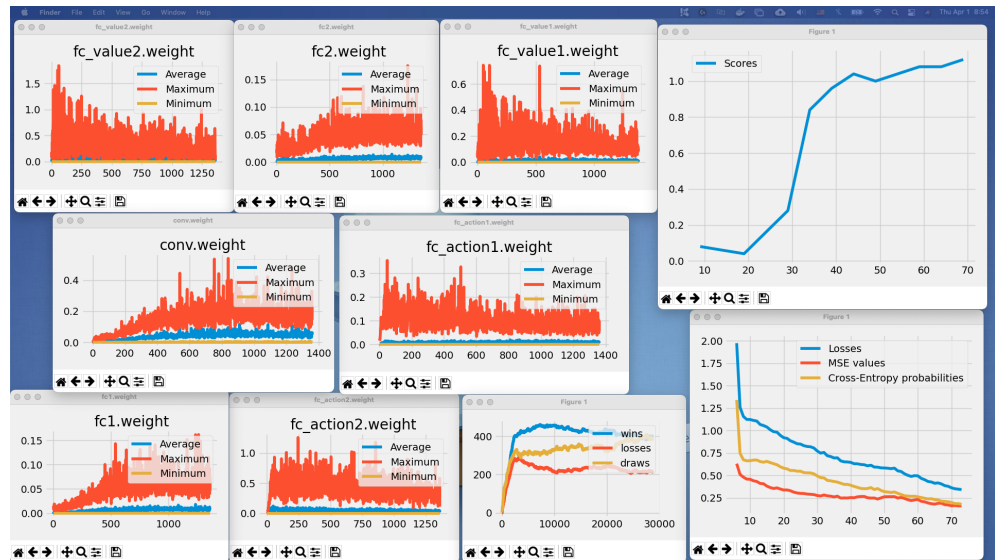 Finder File Edit View Go Window Help
Thu Apr 1 8:54
fc_value2.weight
fc_value2.weight
Average
Maximum
Minimum
1.5
1.0
0.5
0.0
0 250 500 750 1000 1250
fc2.weight
fc2.weight
Average
Maximum
Minimum
0.15
0.10
0.05
0.00
0 500 1000
fc_value1.weight
fc_value1.weight
Average
Maximum
Minimum
0.6
0.4
0.2
0.0
0 500 1000
Figure 1
Scores
1.0
0.8
0.6
0.4
0.2
0.0
10 20 30 40 50 60 70
conv.weight
conv.weight
Average
Maximum
Minimum
0.4
0.2
0.0
0 200 400 600 800 1000 1200 1400
fc_action1.weight
fc_action1.weight
Average
Maximum
Minimum
0.3
0.2
0.1
0.0
0 200 400 600 800 1000 1200 1400
Figure 1
Losses
MSE values
Cross-Entropy probabilities
2.00
1.75
1.50
1.25
1.00
0.75
0.50
0.25
10 20 30 40 50 60 70
fc1.weight
fc1.weight
Average
Maximum
Minimum
0.15
0.10
0.05
0.00
0 500 1000
fc_action2.weight
fc_action2.weight
Average
Maximum
Minimum
1.0
0.5
0.0
0 250 500 750 1000 1250
Figure 1
wins
losses
draws
400
200
0
0 10000 20000 30000